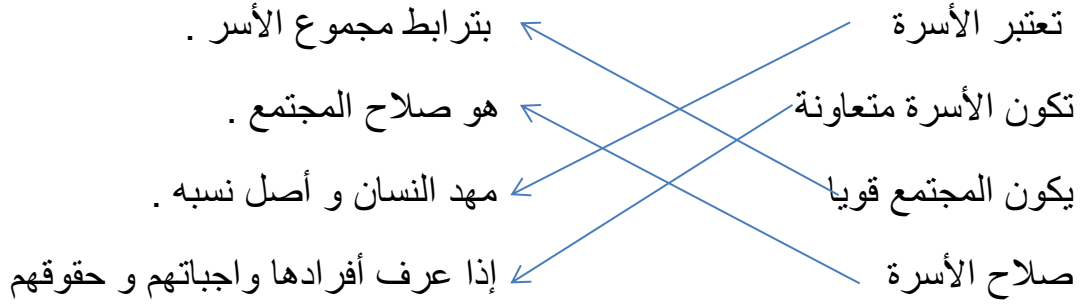 تعتبر الأسرة بترابط مجموع الأسر .
تكون الأسرة متعاونة هو صلاح المجتمع .
يكون المجتمع قويا مهد النسان و أصل نسبه .
صلاح الأسرة إذا عرف أفرادها واجباتهم و حقوقهم